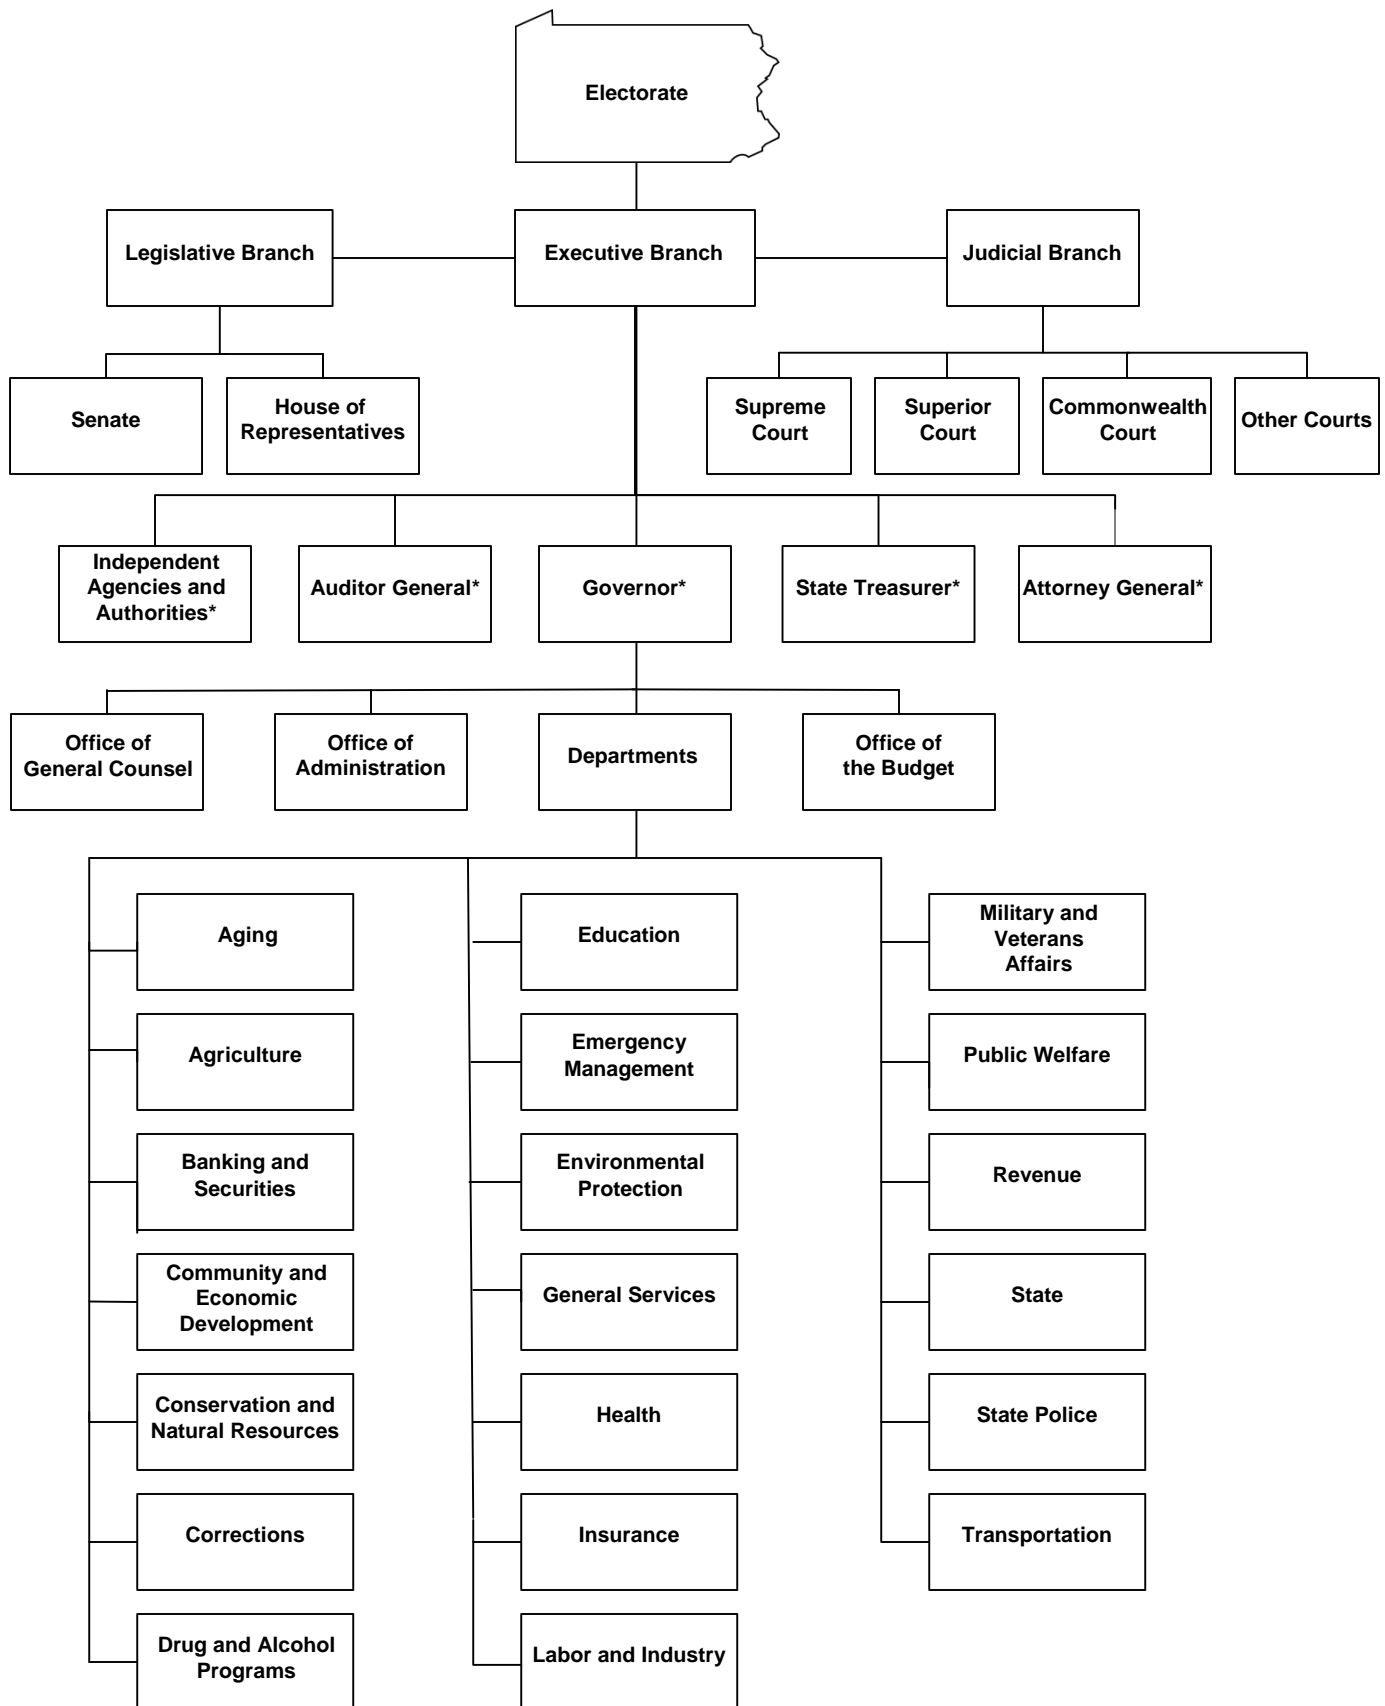 Electorate
Legislative Branch
Executive Branch
Judicial Branch
Senate
House of
Representatives
Supreme
Court
Superior
Court
Commonwealth
Court
Other Courts
Independent
Agencies and
Authorities*
Auditor General*
Governor*
State Treasurer*
Attorney General*
Office of
General Counsel
Office of
Administration
Departments
Office of
the Budget
Aging
Education
Military and
Veterans
Affairs
Agriculture
Emergency
Management
Public Welfare
Banking and
Securities
Environmental
Protection
Revenue
Community and
Economic
Development
General Services
State
Conservation and
Natural Resources
Health
State Police
Corrections
Insurance
Transportation
Drug and Alcohol
Programs
Labor and Industry